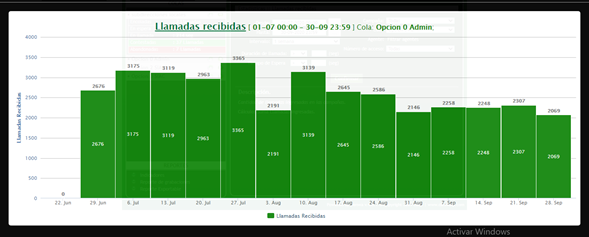 Llamadas recibidas [ 01-07 00:00 - 30-09 23:59 ] Cola: Opcion 0 Admin.
4000
3500
3000
2500
2000
1500
1000
500
0
Llamadas Recibidas
0 2676 3175 3119 2963 3365 2191 3139 2645 2586 2146 2258 2248 2307 2069
2676 3175 3119 2963 3365 2191 3139 2645 2586 2146 2258 2248 2307 2069
22. Jun 29. Jun 6. Jul 13. Jul 20. Jul 27. Jul 3. Aug 10. Aug 17. Aug 24. Aug 31. Aug 7. Sep 14. Sep 21. Sep 28. Sep
Llamadas Recibidas
Activar Windows